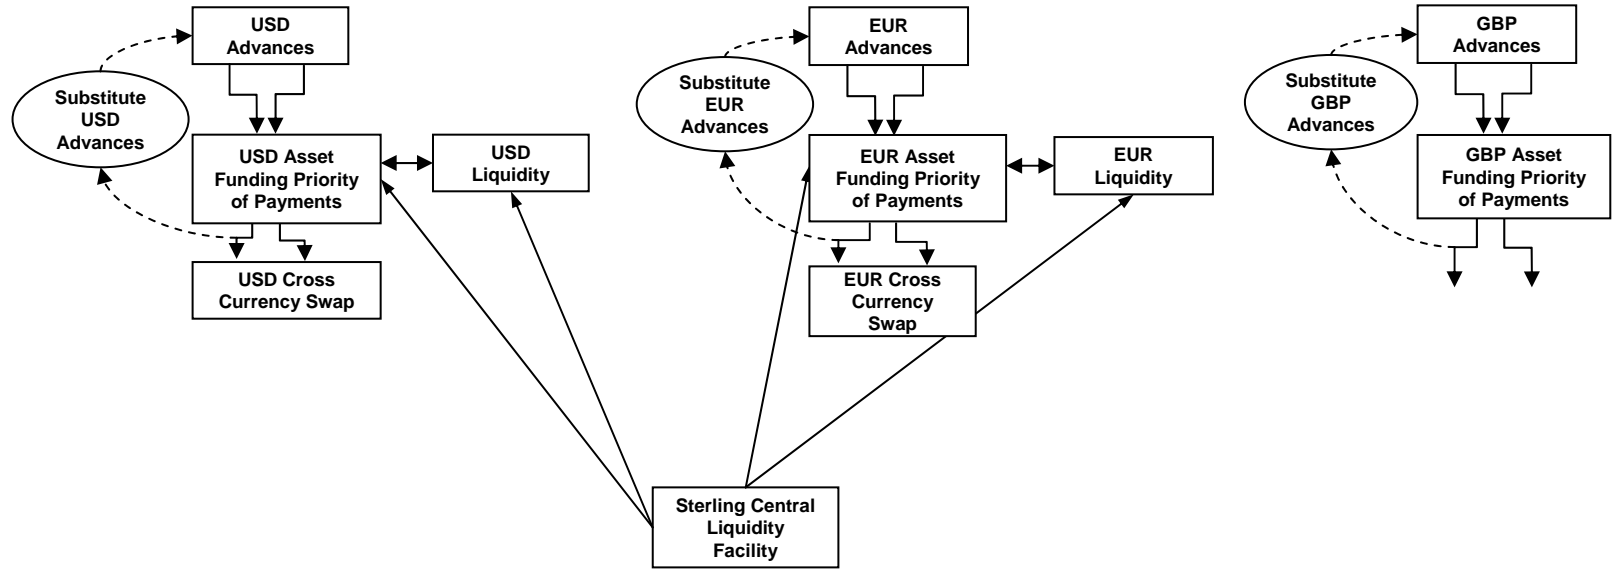 USD
Advances
Substitute
USD
Advances
USD Asset
Funding Priority
of Payments
USD
Liquidity
USD Cross
Currency Swap
EUR
Advances
Substitute
EUR
Advances
EUR Asset
Funding Priority
of Payments
EUR
Liquidity
EUR Cross
Currency
Swap
GBP
Advances
Substitute
GBP
Advances
GBP Asset
Funding Priority
of Payments
Sterling Central
Liquidity
Facility